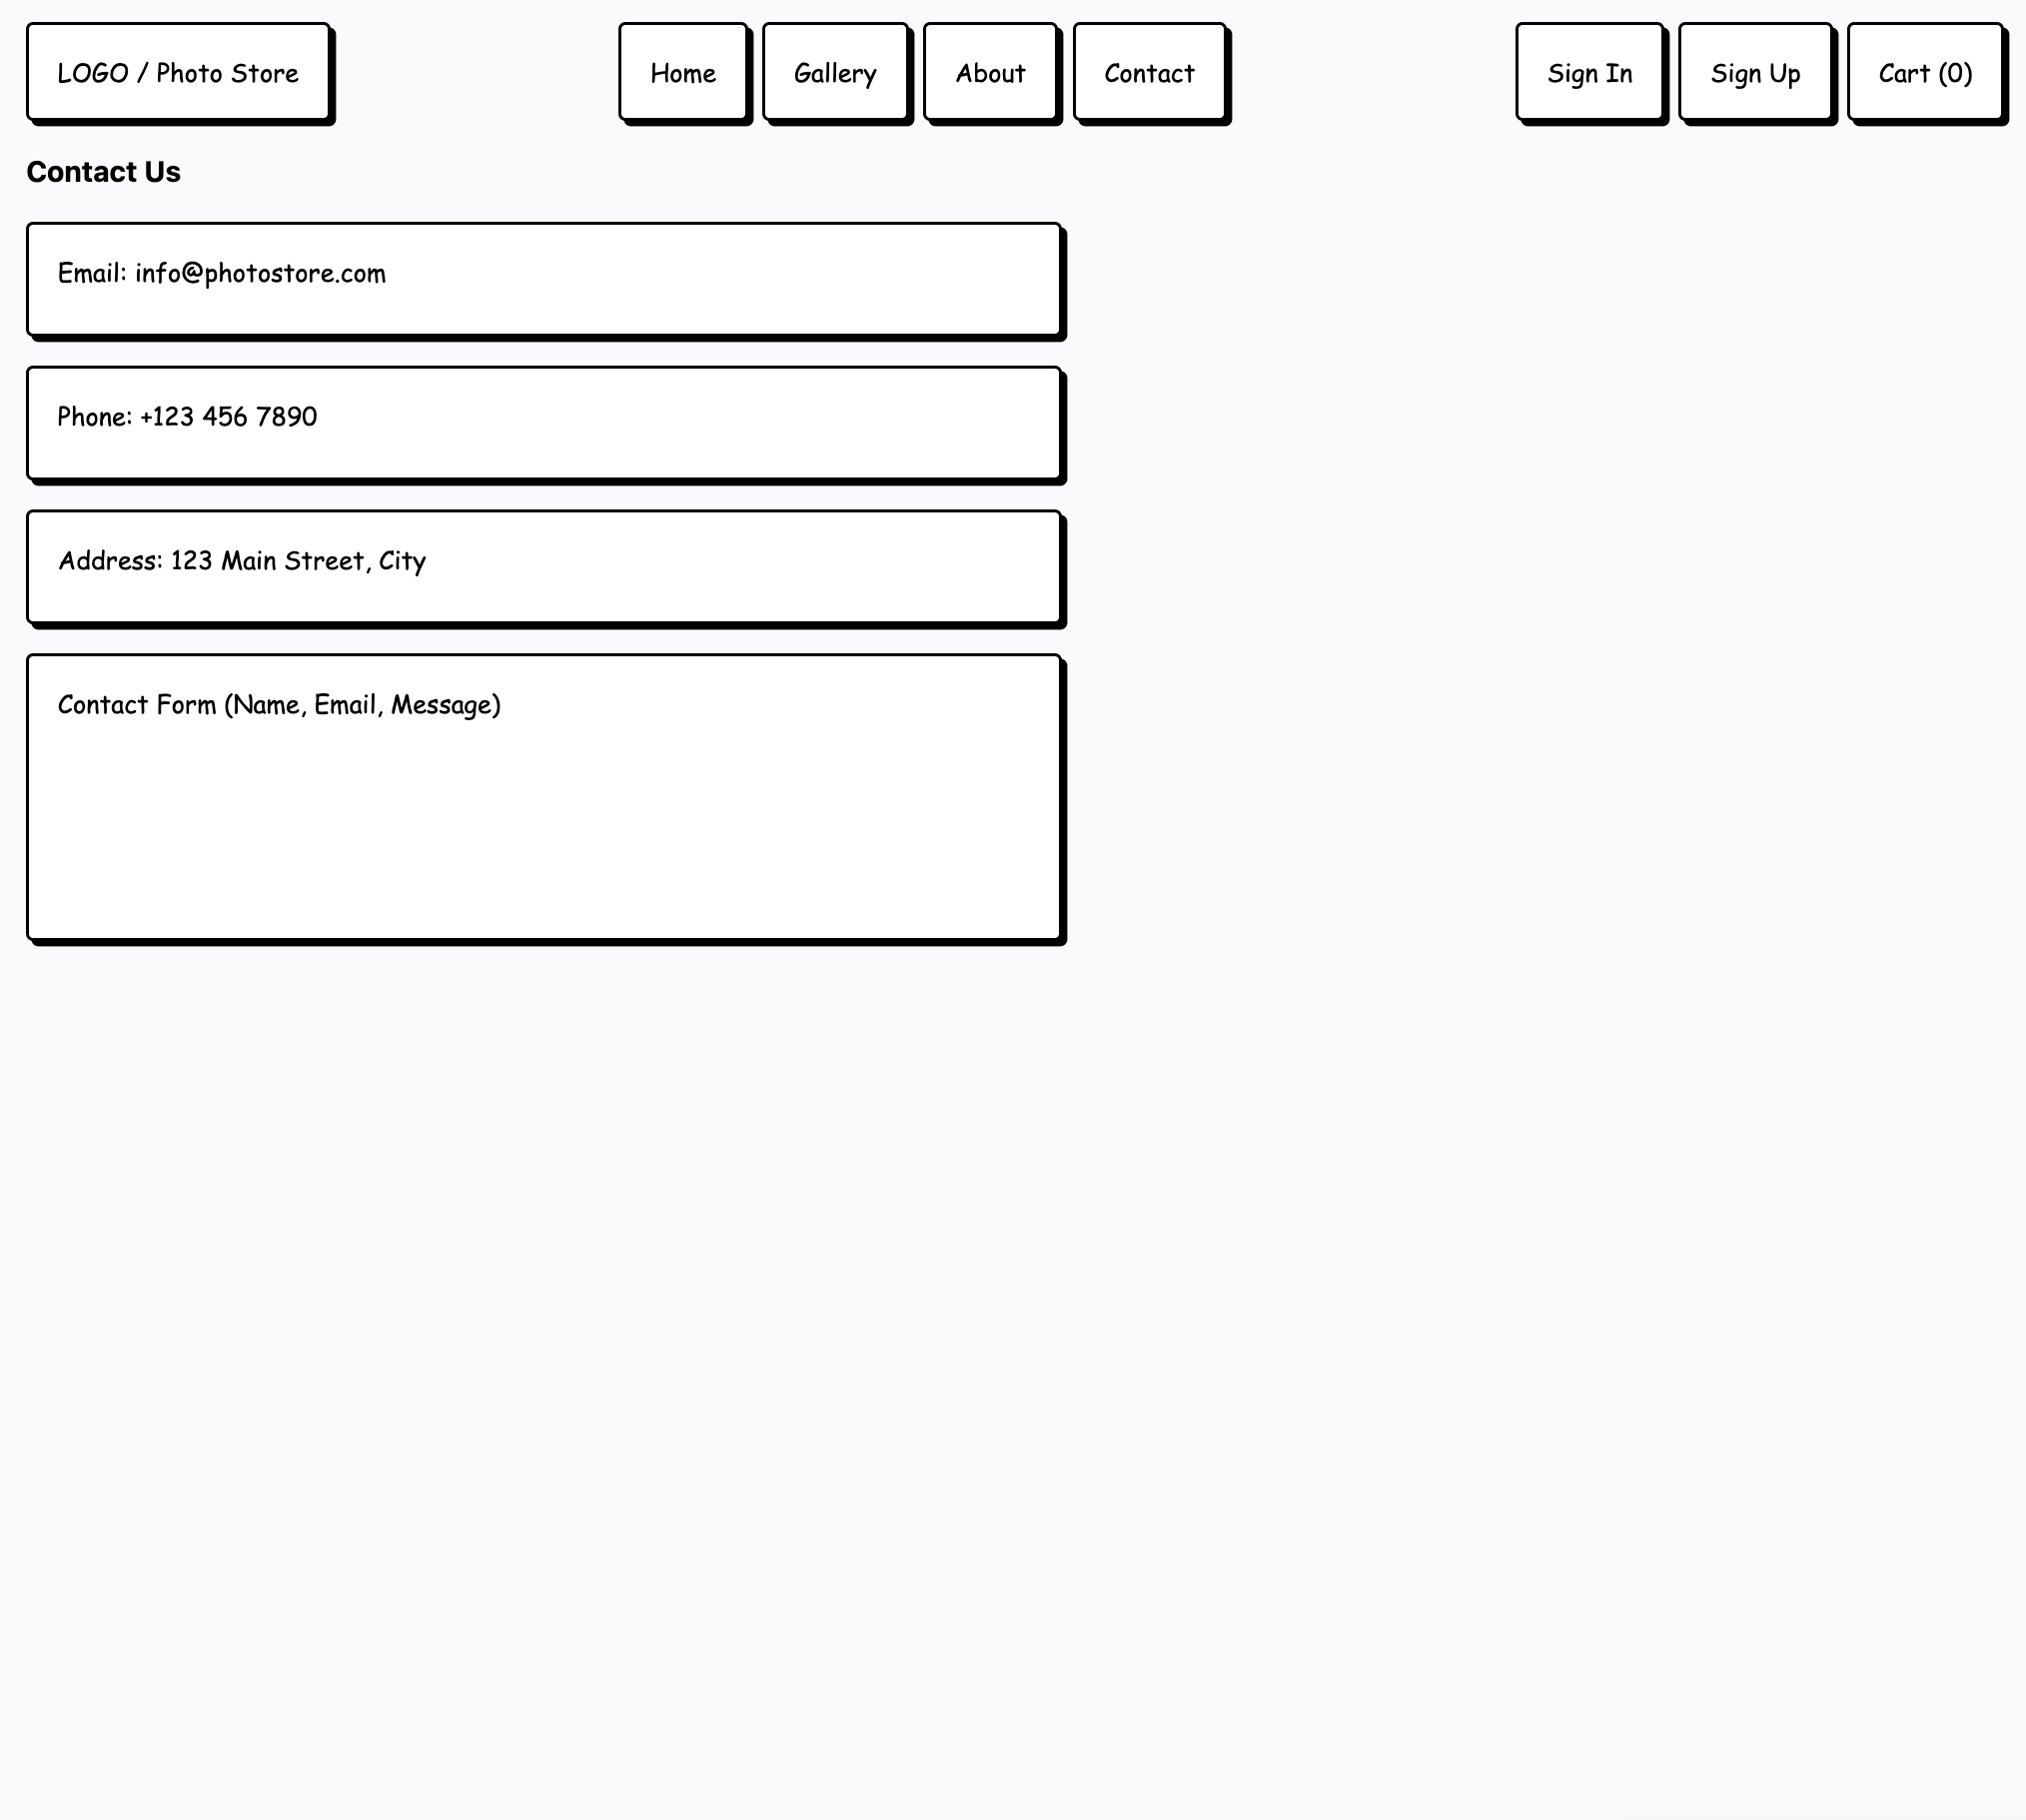 LOGO / Photo Store
Home
Gallery
About
Contact
Sign In
Sign Up
Cart (0)
Contact Us
Email: info@photostore.com
Phone: +123 456 7890
Address: 123 Main Street, City
Contact Form (Name, Email, Message)